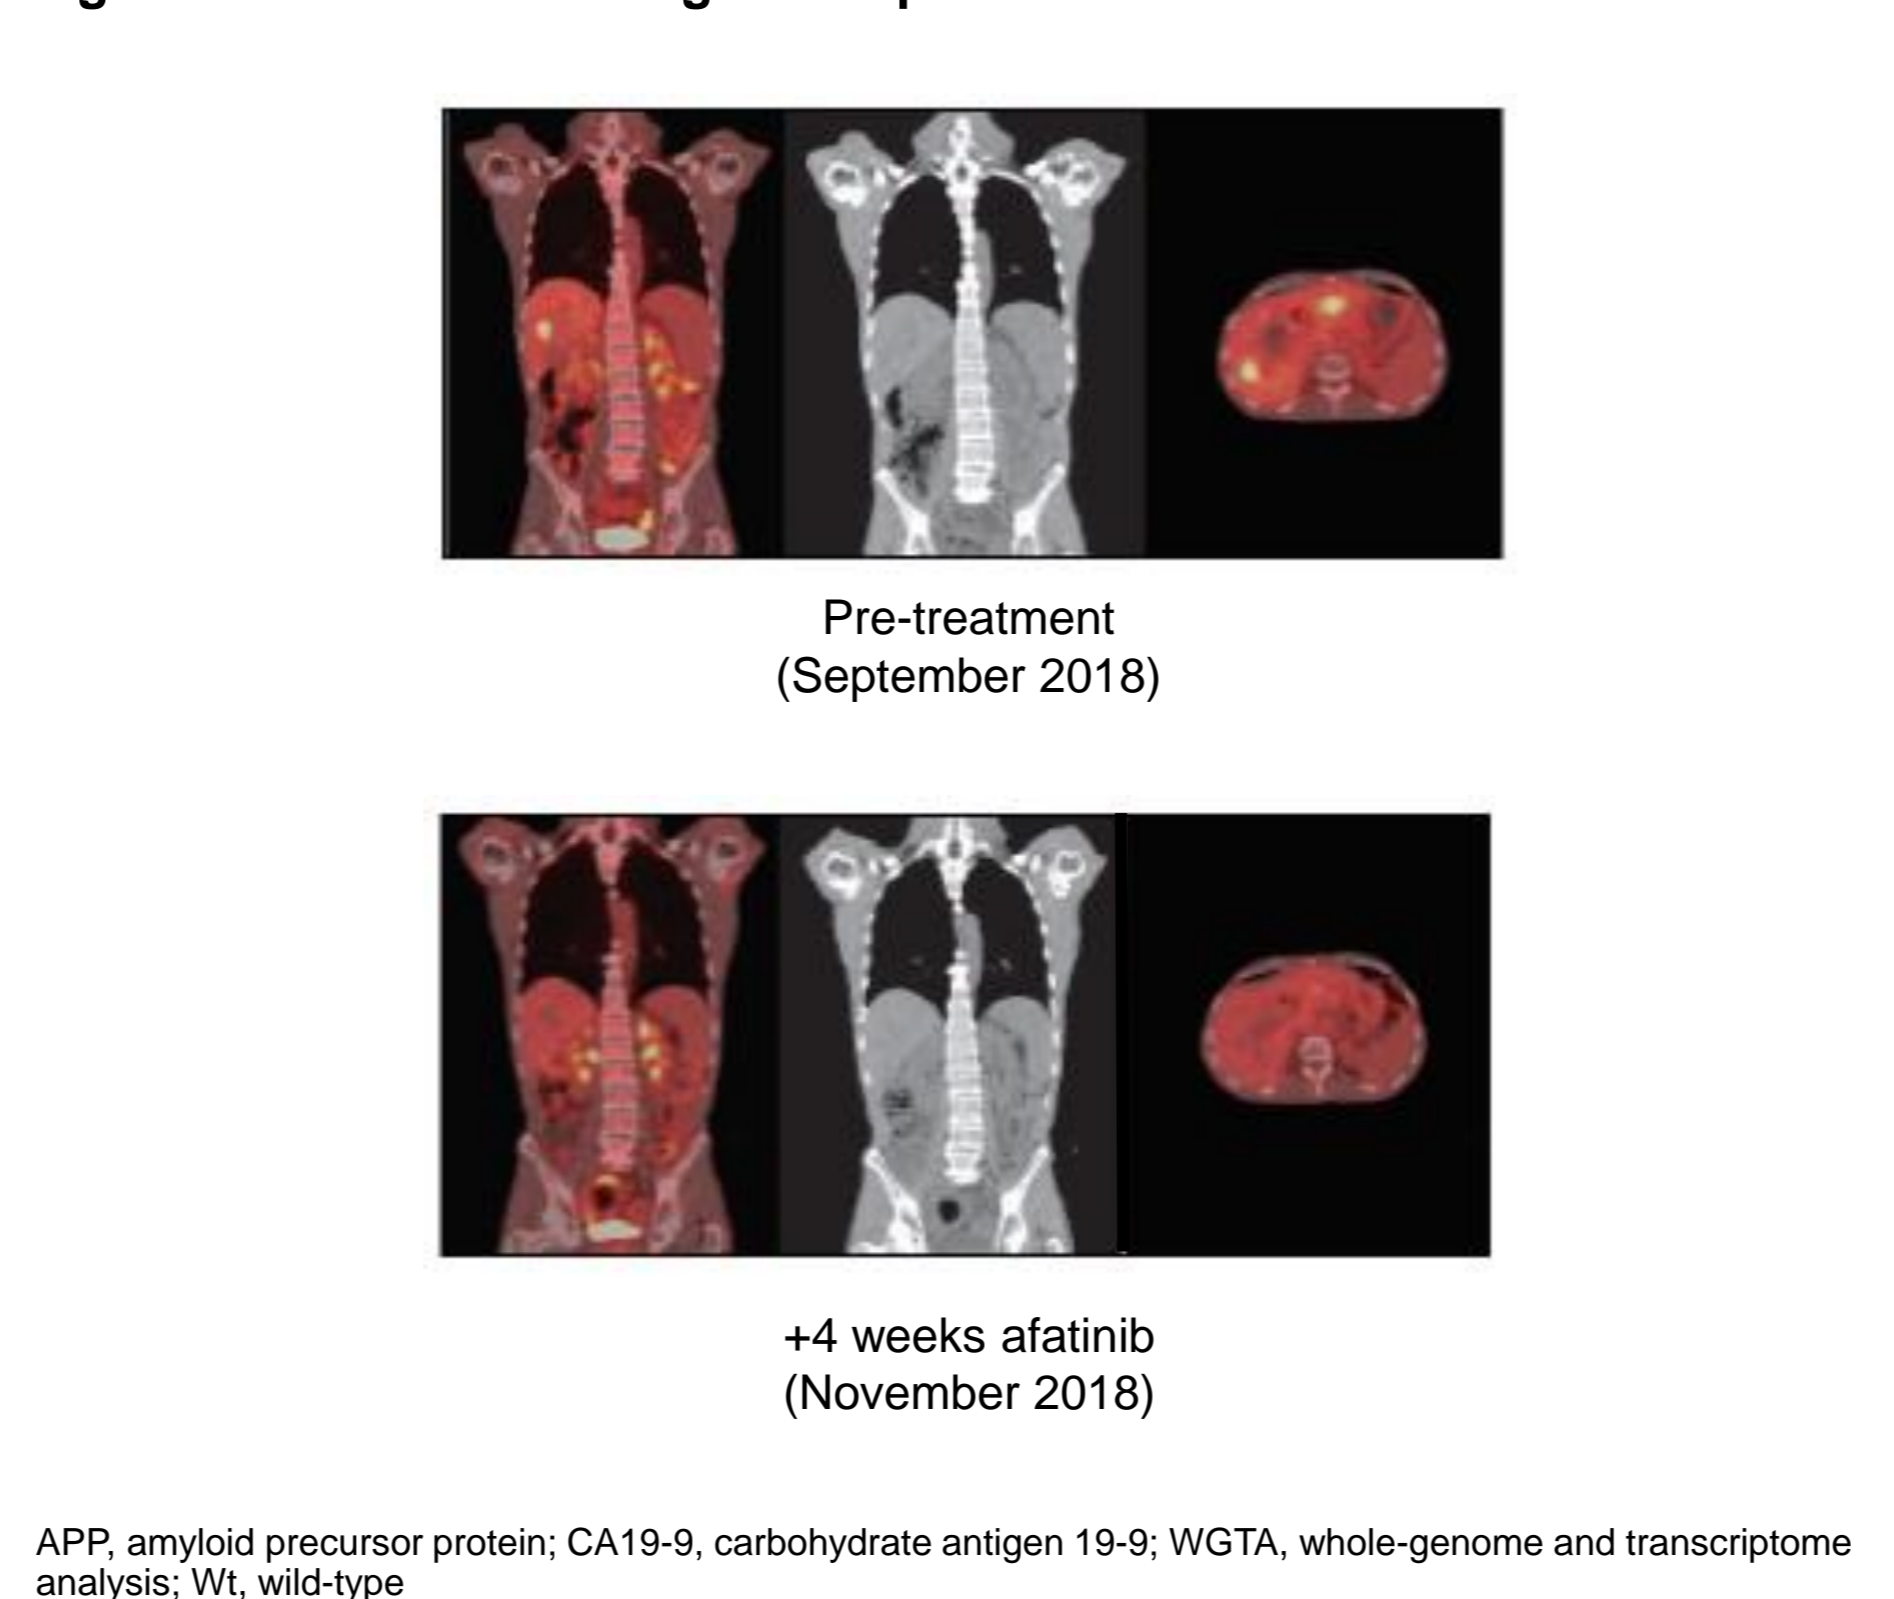 Pre-treatment
(September 2018)
+4 weeks afatinib
(November 2018)
APP, amyloid precursor protein; CA19-9, carbohydrate antigen 19-9; WGTA, whole-genome and transcriptome
analysis; Wt, wild-type